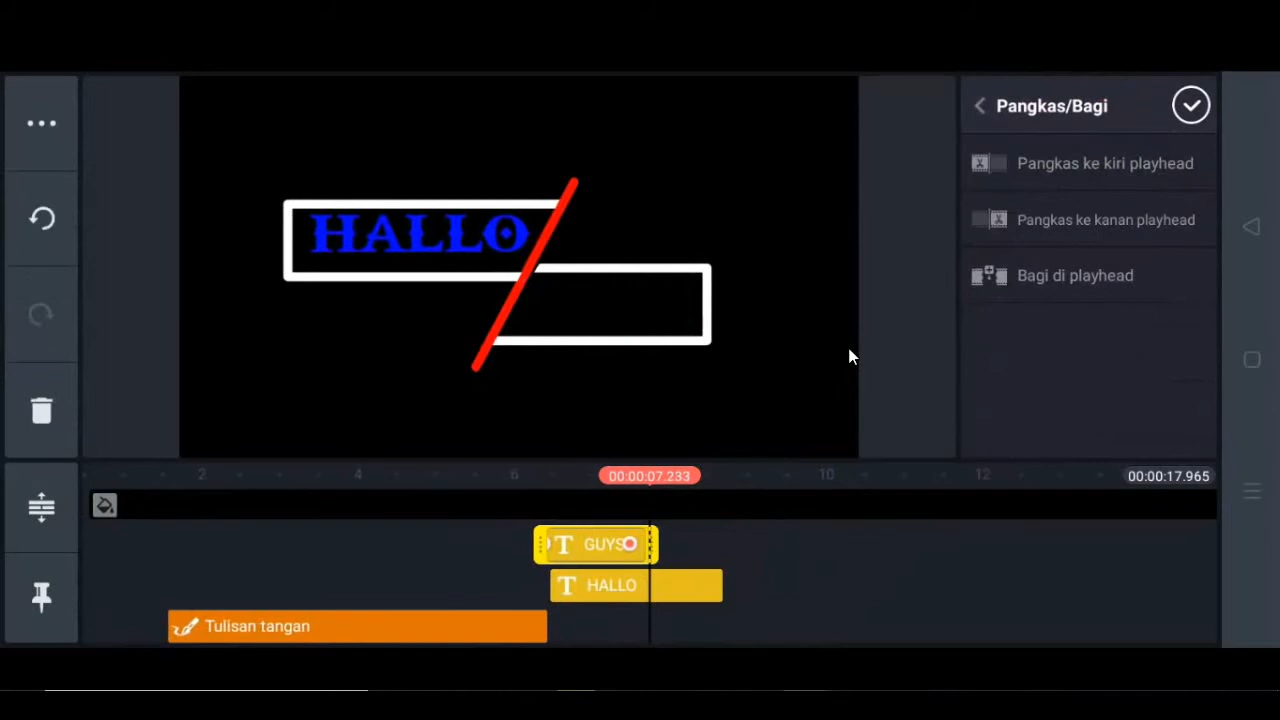 Pangkas/Bagi
Pangkas ke kiri playhead
Pangkas ke kanan playhead
Bagi di playhead
HALLO
2
4
6
00:00:07.233
10
12
00:00:17.965
T GUYS
T HALLO
Tulisan tangan